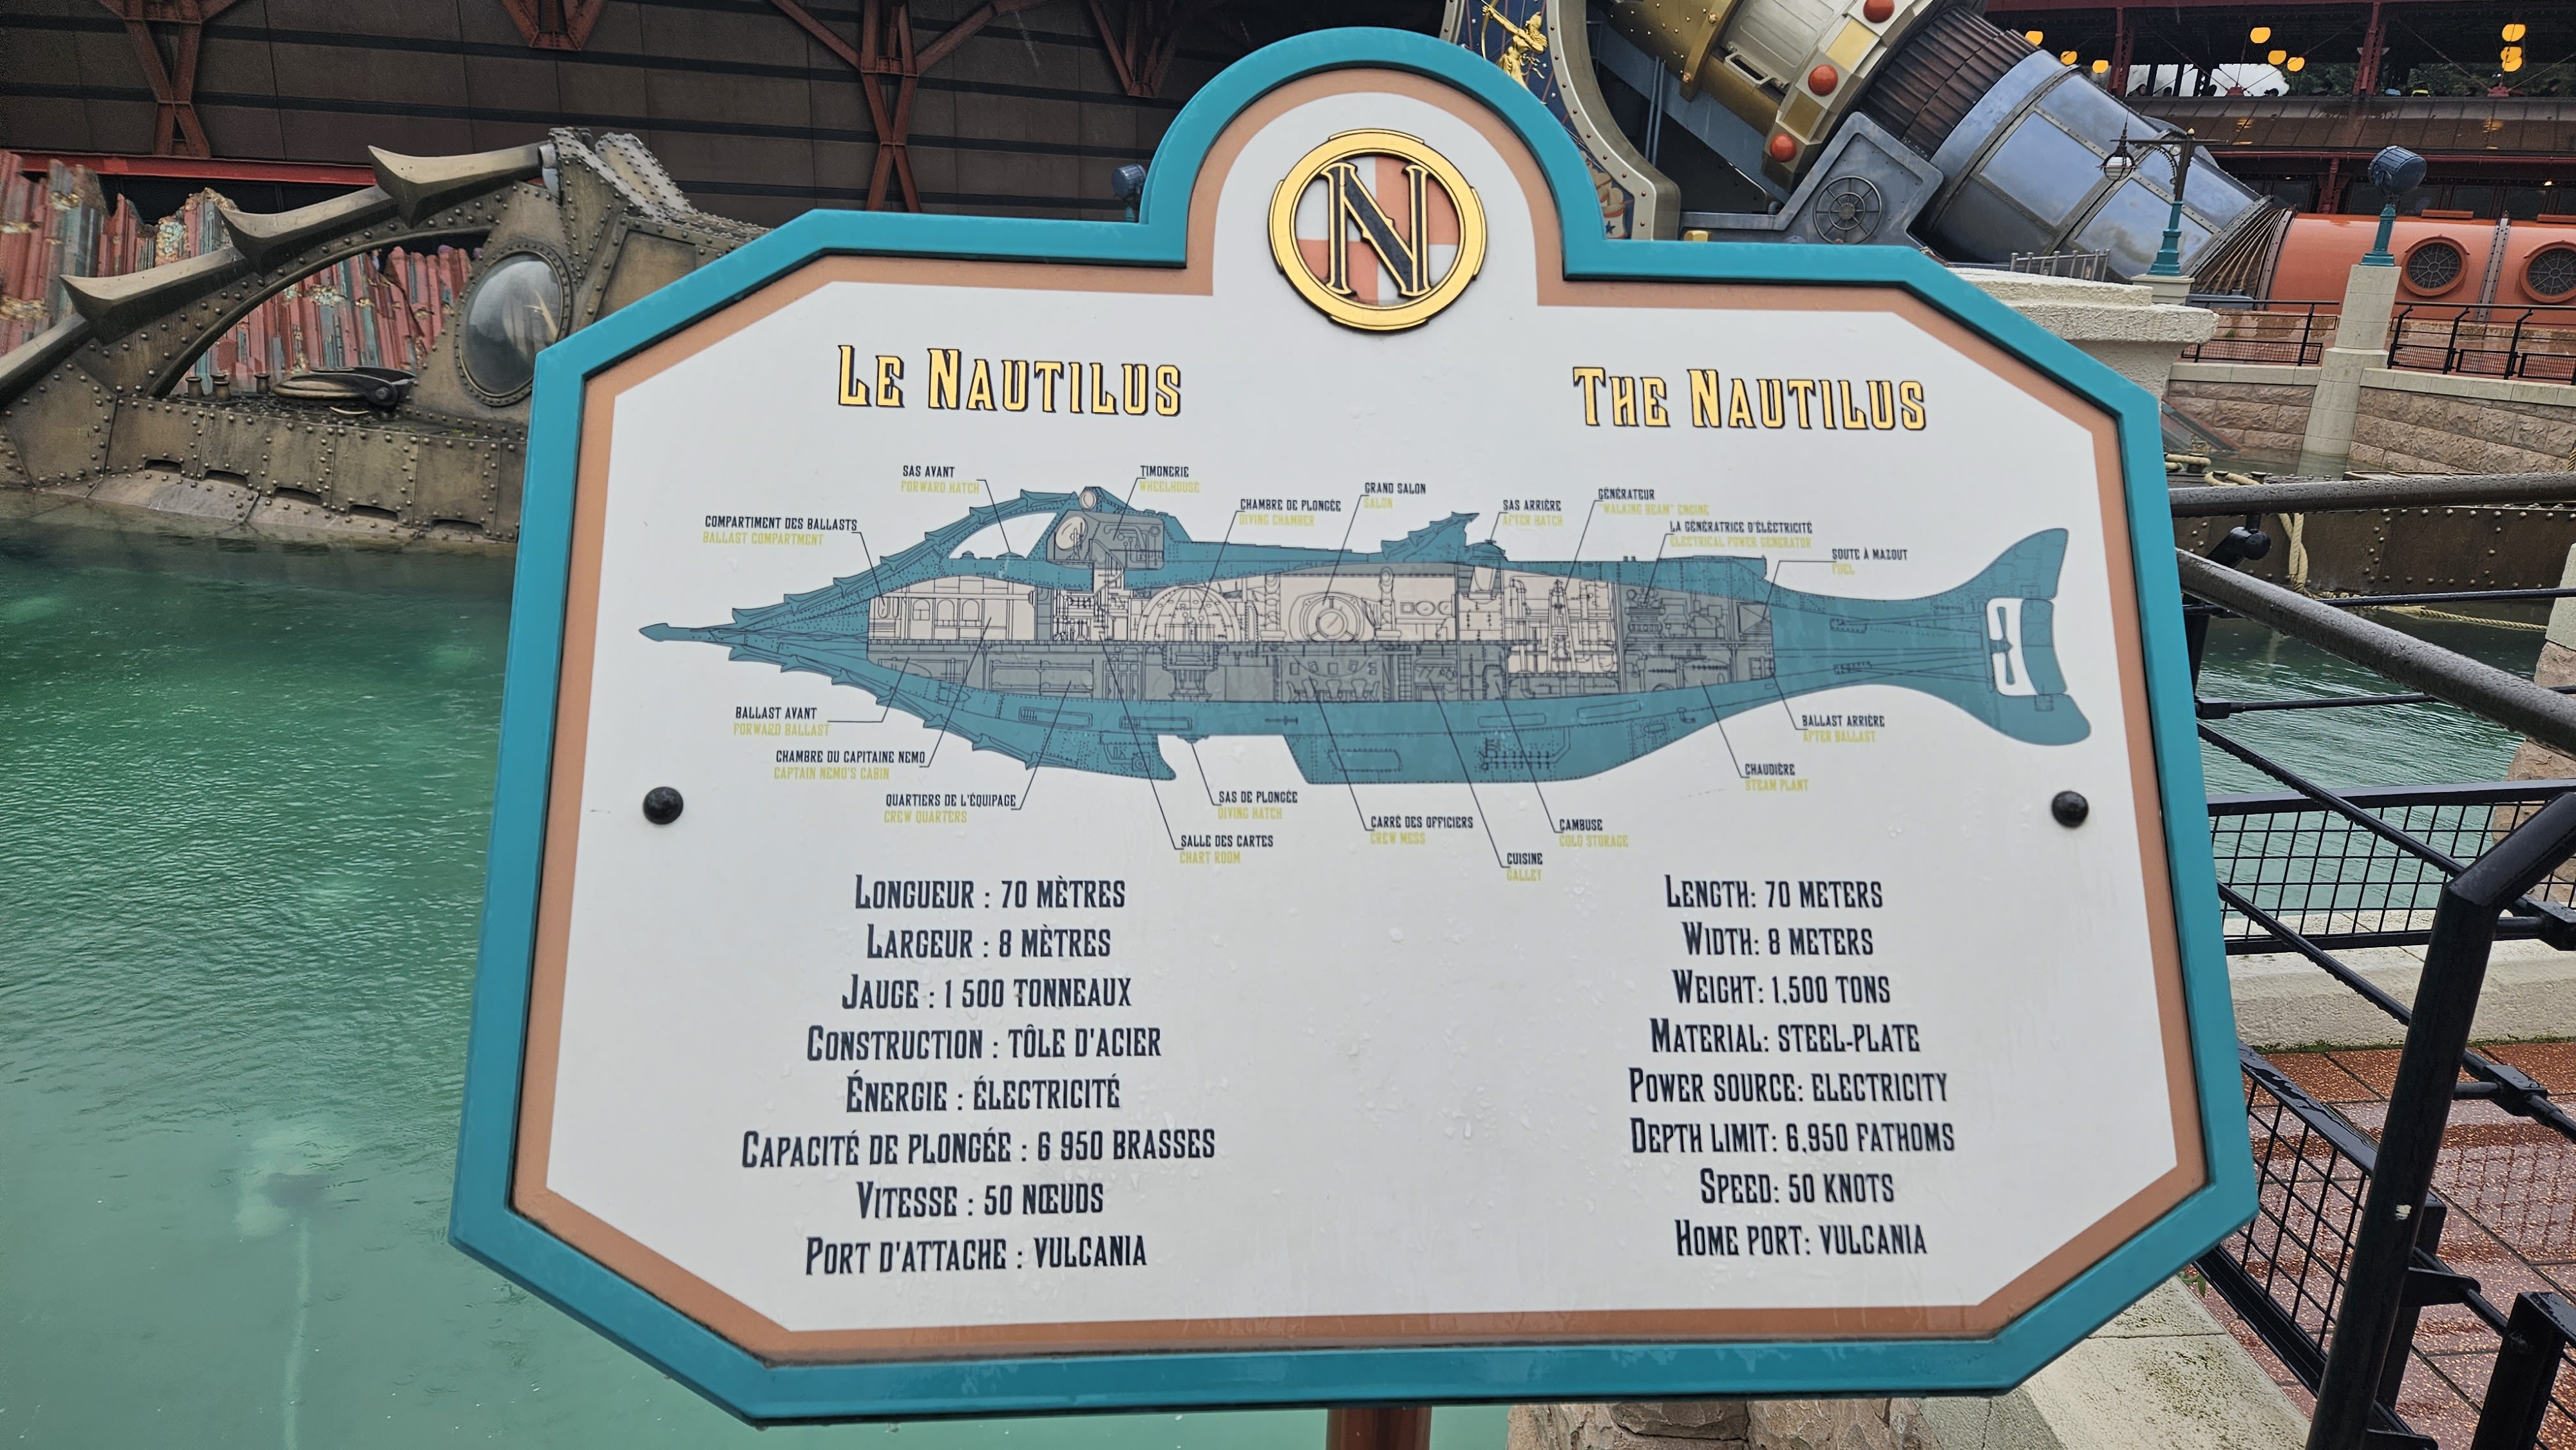 N
LE NAUTILUS
THE NAUTILUS
SAS AVANT
FORWARD HATCH
TIMONERIE
WHEELHOUSE
GRAND SALON
SALON
GÉNÉRATEUR
"WALKING BEAM" ENGINE
CHAMBRE DE PLONGÉE
DIVING CHAMBER
SAS ARRIÈRE
AFTER HATCH
COMPARTIMENT DES BALLASTS
BALLAST COMPARTMENT
LA GÉNÉRATRICE D'ÉLÉCTRICITÉ
ELECTRICAL POWER GENERATOR
SOUTE À MAZOUT
FUEL
BALLAST AVANT
FORWARD BALLAST
BALLAST ARRIÈRE
AFTER BALLAST
CHAMBRE DU CAPITAINE NEMO
CAPTAIN NEMO'S CABIN
CHAUDIÈRE
STEAM PLANT
QUARTIERS DE L'ÉQUIPAGE
CREW QUARTERS
SAS DE PLONGÉE
DIVING HATCH
CARRÉ DES OFFICIERS
CREW MESS
CAMBUSE
COLD STORAGE
SALLE DES CARTES
CHART ROOM
CUISINE
GALLEY
LONGUEUR : 70 MÈTRES
LARGEUR : 8 MÈTRES
JAUGE : 1 500 TONNEAUX
CONSTRUCTION : TÔLE D'ACIER
ÉNERGIE : ÉLECTRICITÉ
CAPACITÉ DE PLONGÉE : 6 950 BRASSES
VITESSE : 50 NŒUDS
PORT D'ATTACHE : VULCANIA
LENGTH: 70 METERS
WIDTH: 8 METERS
WEIGHT: 1,500 TONS
MATERIAL: STEEL-PLATE
POWER SOURCE: ELECTRICITY
DEPTH LIMIT: 6,950 FATHOMS
SPEED: 50 KNOTS
HOME PORT: VULCANIA